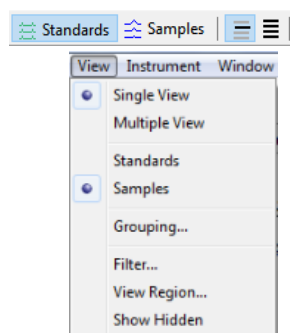 Standards Samples
View Instrument Window
Single View
Multiple View
Standards
Samples
Grouping...
Filter...
View Region...
Show Hidden